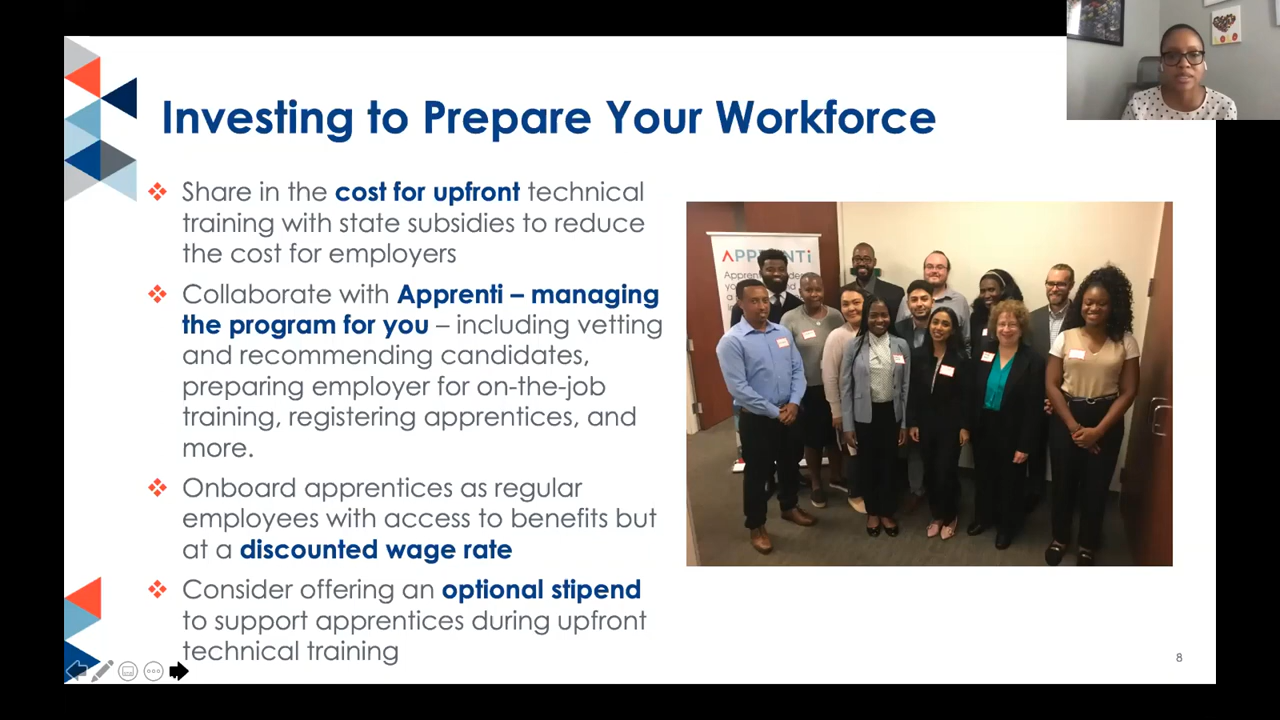 Investing to Prepare Your Workforce
Share in the cost for upfront technical
training with state subsidies to reduce
the cost for employers
Collaborate with Apprenti – managing
the program for you – including vetting
and recommending candidates,
preparing employer for on-the-job
training, registering apprentices, and
more.
Onboard apprentices as regular
employees with access to benefits but
at a discounted wage rate
Consider offering an optional stipend
to support apprentices during upfront
technical training
8